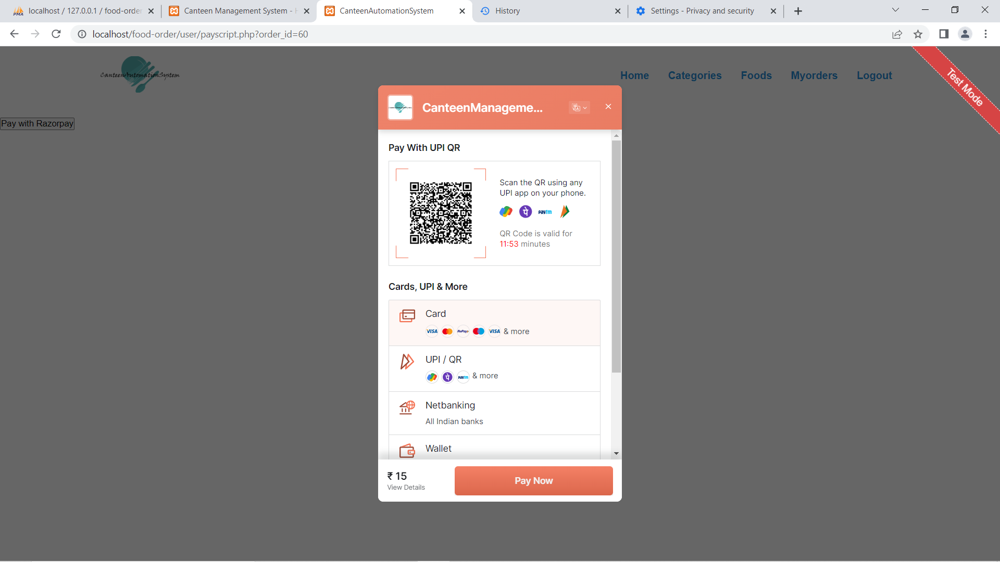 localhost / 127.0.0.1 / food-order
Canteen Management System -
CanteenAutomationSystem
History
Settings - Privacy and security
localhost/food-order/user/payscript.php?order_id=60
CanteenAutomationSystem
Home
Categories
Foods
Myorders
Logout
Test Mode
Pay with Razorpay
CanteenManageme...
Pay With UPI QR
Scan the QR using any
UPI app on your phone.
paytm
QR Code is valid for
11:53 minutes
Cards, UPI & More
Card
VISA RuPay VISA & more
UPI / QR
paytm & more
Netbanking
All Indian banks
Wallet
₹ 15
View Details
Pay Now